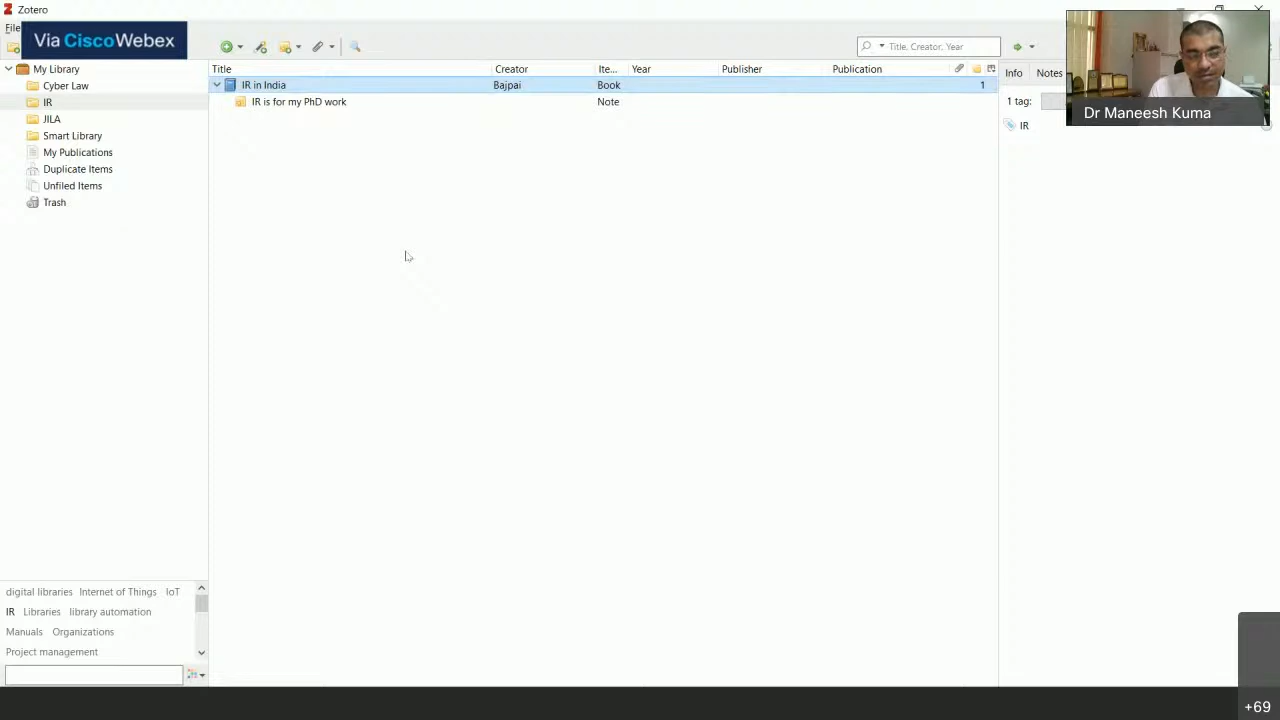 Zotero
File
Via CiscoWebex
Title, Creator, Year
My Library
Title
Creator
Ite...
Year
Publisher
Publication
Info
Notes
Cyber Law
IR in India
Bajpai
Book
1
IR
IR is for my PhD work
Note
1 tag:
Dr Maneesh Kuma
JILA
IR
Smart Library
My Publications
Duplicate Items
Unfiled Items
Trash
digital libraries Internet of Things IoT
IR Libraries library automation
Manuals Organizations
Project management
+69